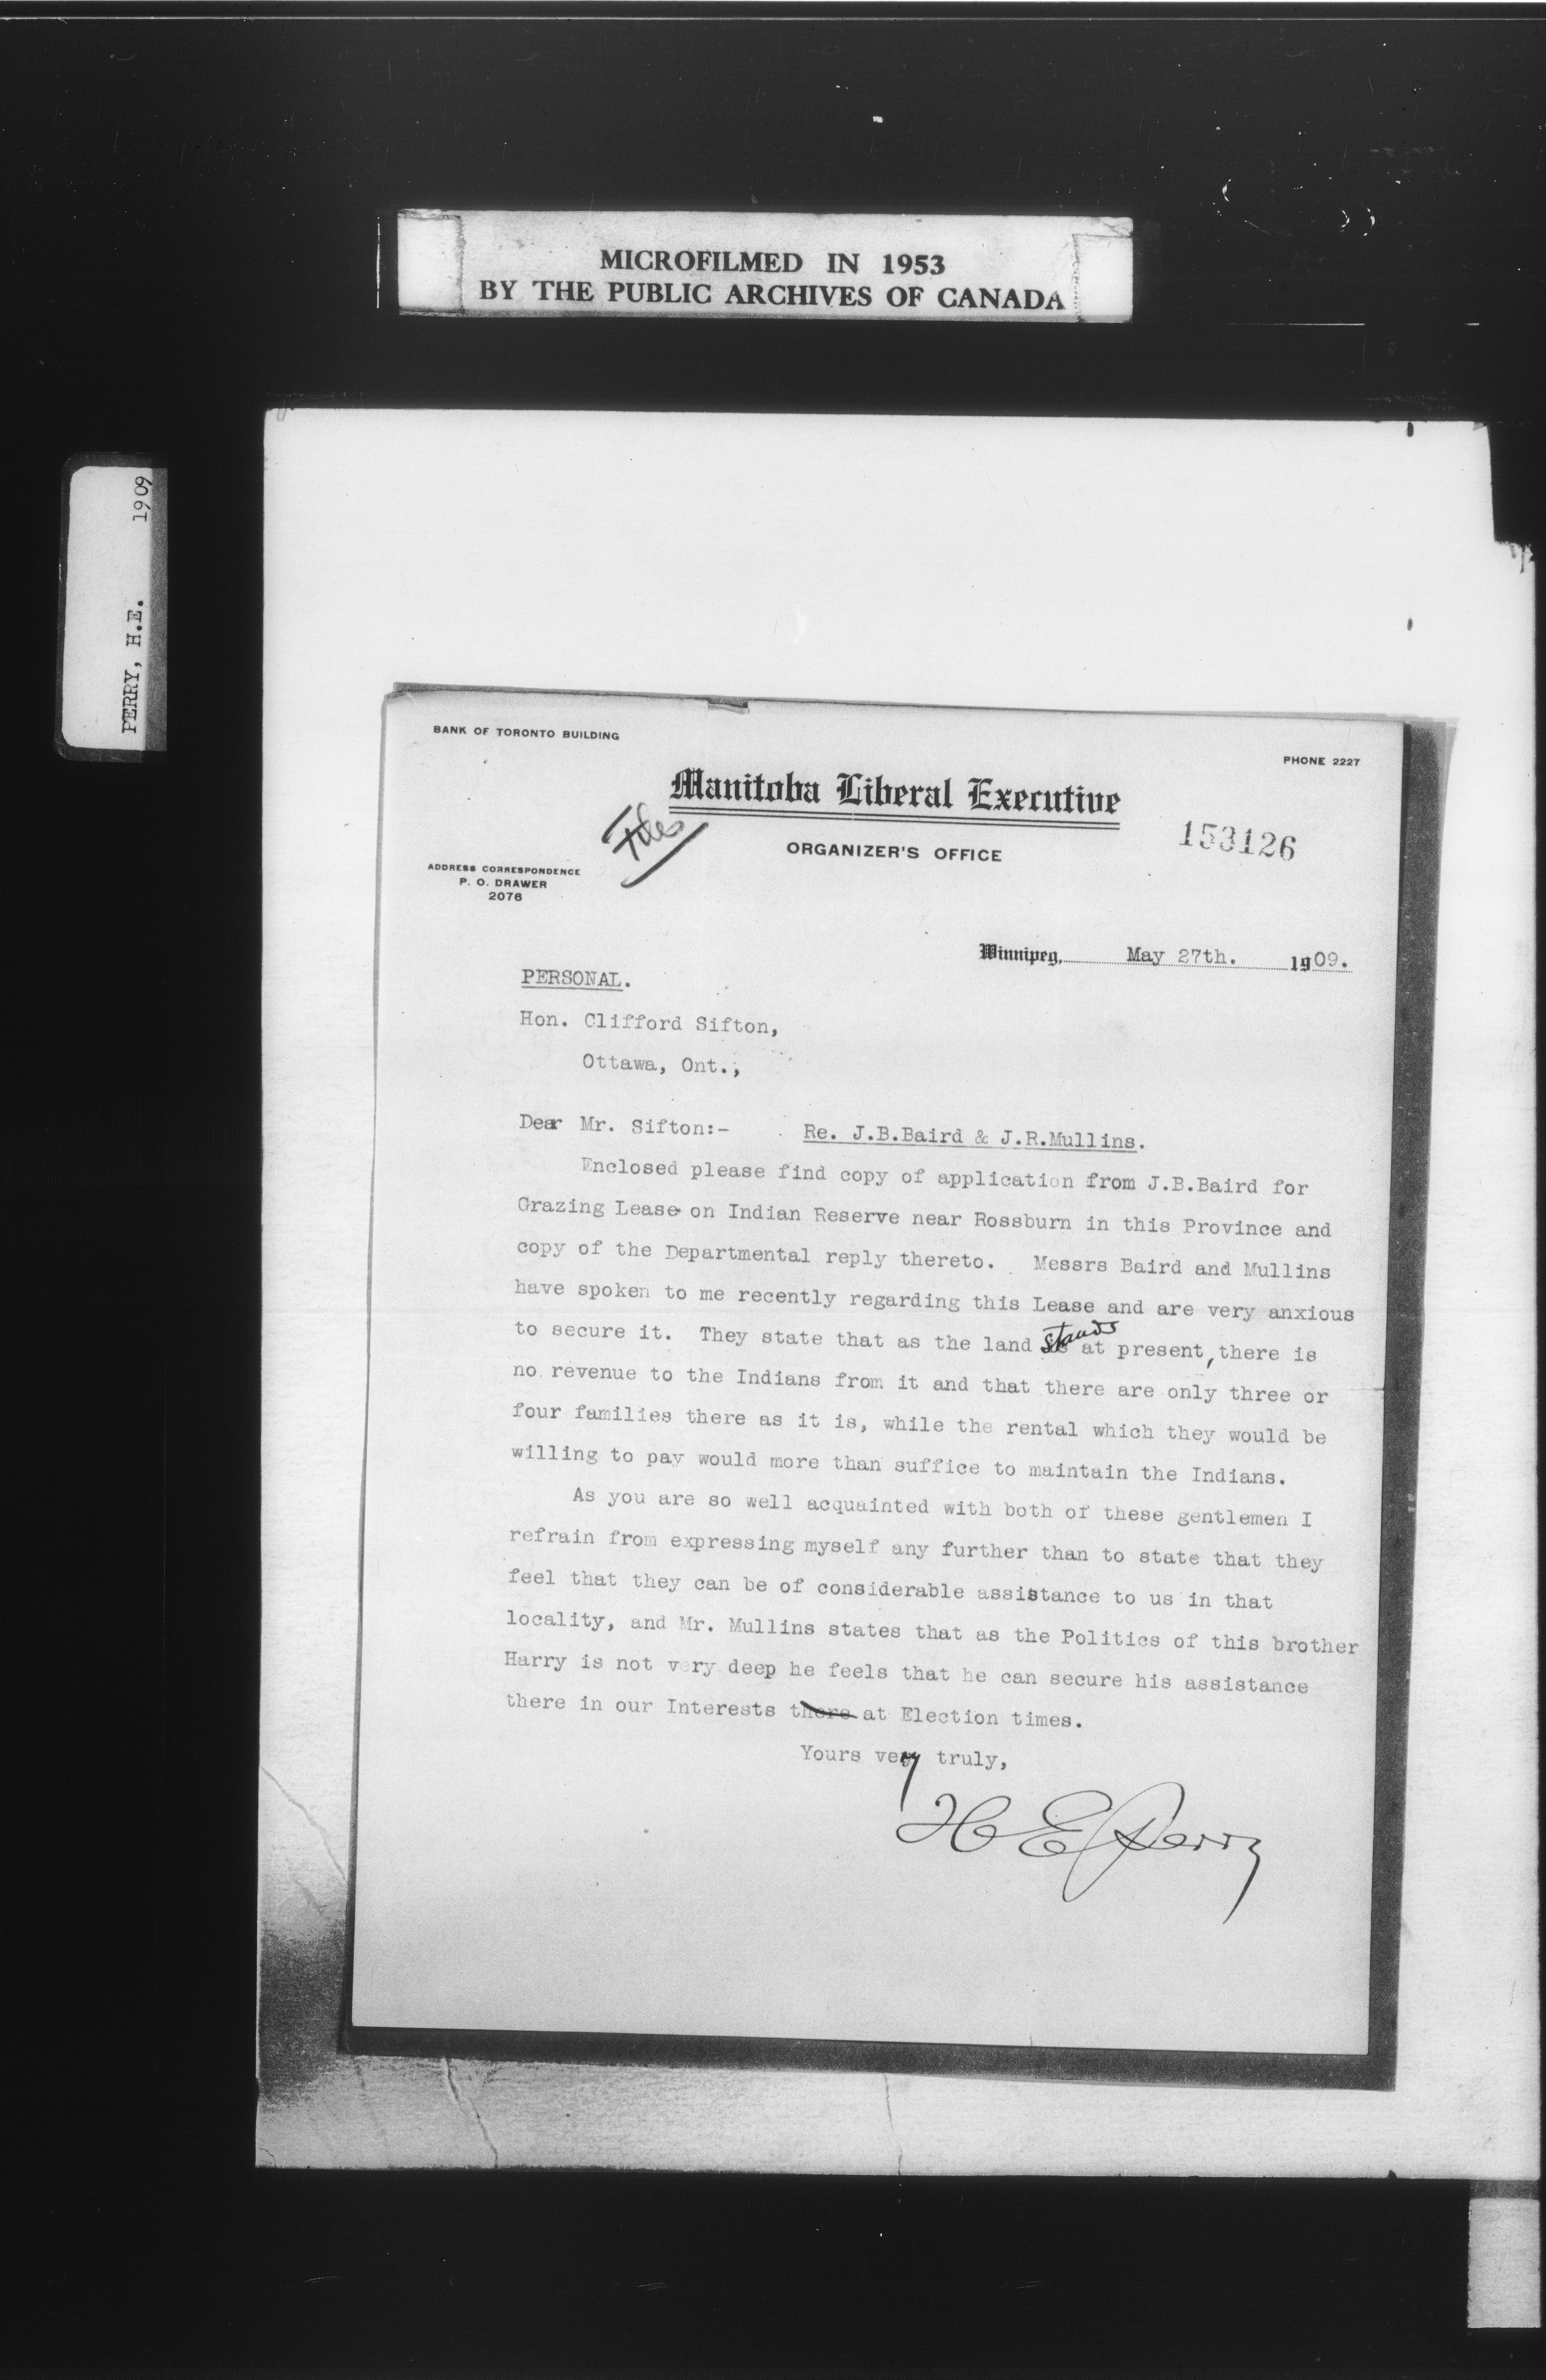 MICROFILMED IN 1953
BY THE PUBLIC ARCHIVES OF CANADA
PERRY, H.E. 1909
BANK OF TORONTO BUILDING
PHONE 2227
Manitoba Liberal Executive
153126
ORGANIZER'S OFFICE
ADDRESS CORRESPONDENCE
P. O. DRAWER
2076
Winnipeg, May 27th. 1909.
PERSONAL.
Hon. Clifford Sifton,
Ottawa, Ont.,
Dear Mr. Sifton:- Re. J.B.Baird & J.R.Mullins.
Enclosed please find copy of application from J.B.Baird for
Grazing Lease on Indian Reserve near Rossburn in this Province and
copy of the Departmental reply thereto. Messrs Baird and Mullins
have spoken to me recently regarding this Lease and are very anxious
to secure it. They state that as the land stands at present, there is
no revenue to the Indians from it and that there are only three or
four families there as it is, while the rental which they would be
willing to pay would more than suffice to maintain the Indians.
As you are so well acquainted with both of these gentlemen I
refrain from expressing myself any further than to state that they
feel that they can be of considerable assistance to us in that
locality, and Mr. Mullins states that as the Politics of this brother
Harry is not very deep he feels that he can secure his assistance
there in our Interests there at Election times.
Yours very truly,
H E Perry